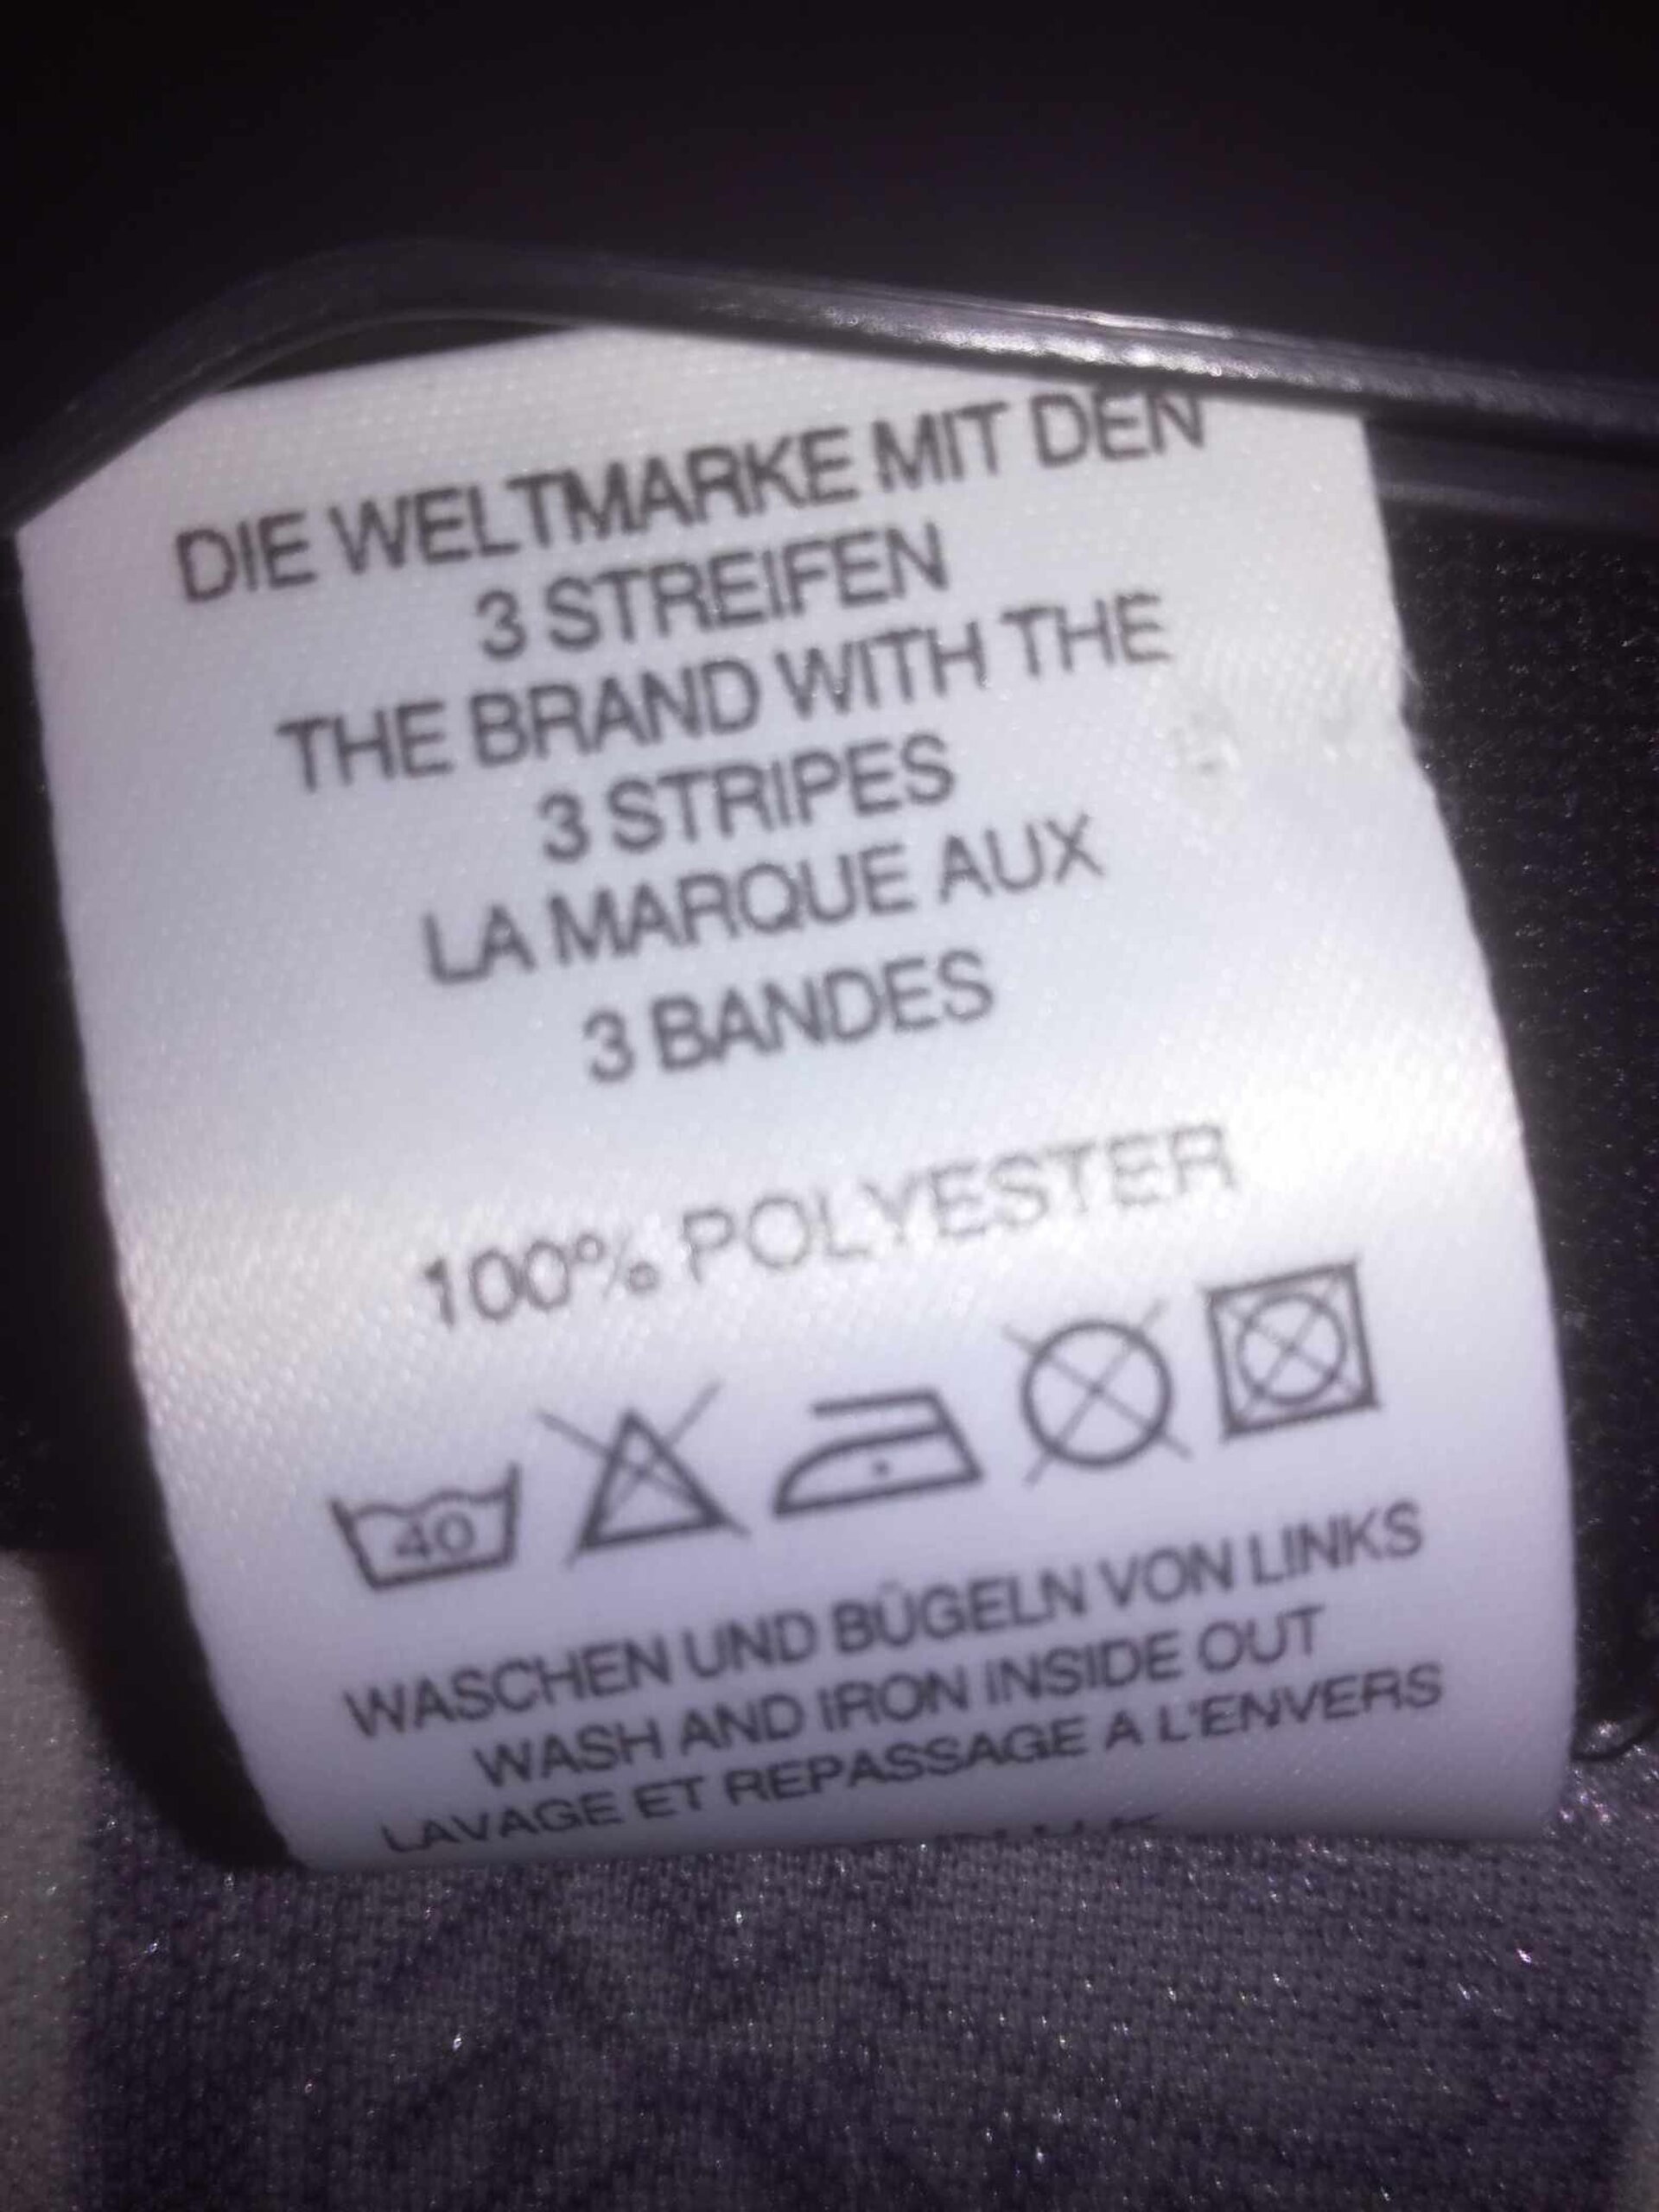 DIE WELTMARKE MIT DEN
3 STREIFEN
THE BRAND WITH THE
3 STRIPES
LA MARQUE AUX
3 BANDES
100% POLYESTER
40
WASCHEN UND BÜGELN VON LINKS
WASH AND IRON INSIDE OUT
LAVAGE ET REPASSAGE A L'ENVERS